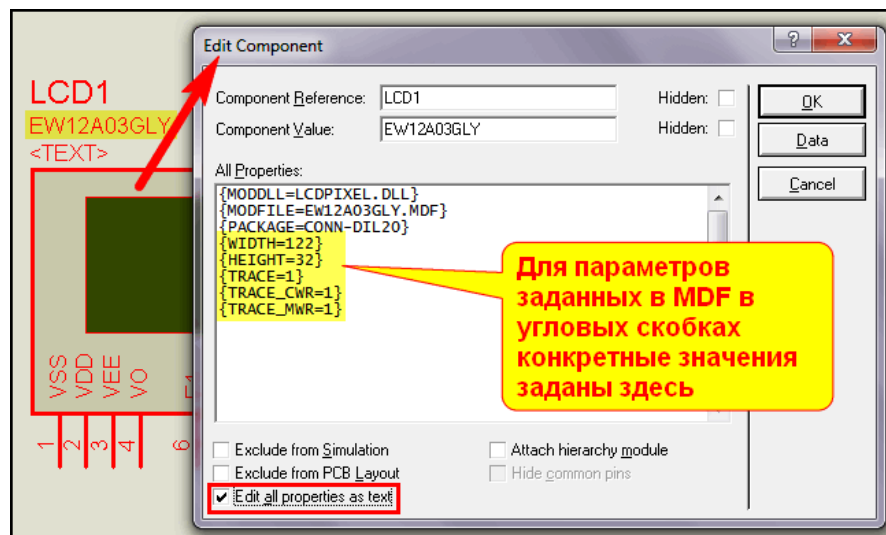 Edit Component
LCD1
EW12A03GLY
<TEXT>
VSS
VDD
VEE
VO
1
2
3
4
6
Component Reference:
LCD1
Hidden:
Component Value:
EW12A03GLY
Hidden:
All Properties:
{MODDLL=LCDPIXEL.DLL}
{MODFILE=EW12A03GLY.MDF}
{PACKAGE=CONN-DIL20}
{WIDTH=122}
{HEIGHT=32}
{TRACE=1}
{TRACE_CWR=1}
{TRACE_MWR=1}
Для параметров
заданных в MDF в
угловых скобках
конкретные значения
заданы здесь
Exclude from Simulation
Attach hierarchy module
Exclude from PCB Layout
Hide common pins
Edit all properties as text
?
OK
Data
Cancel